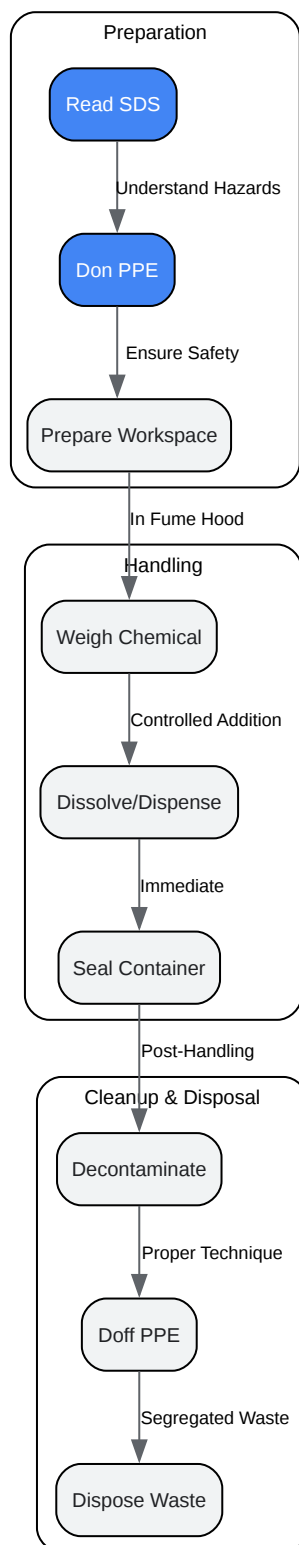 Preparation
Read SDS
Understand Hazards
Don PPE
Ensure Safety
Prepare Workspace
In Fume Hood
Handling
Weigh Chemical
Controlled Addition
Dissolve/Dispense
Immediate
Seal Container
Post-Handling
Cleanup & Disposal
Decontaminate
Proper Technique
Doff PPE
Segregated Waste
Dispose Waste